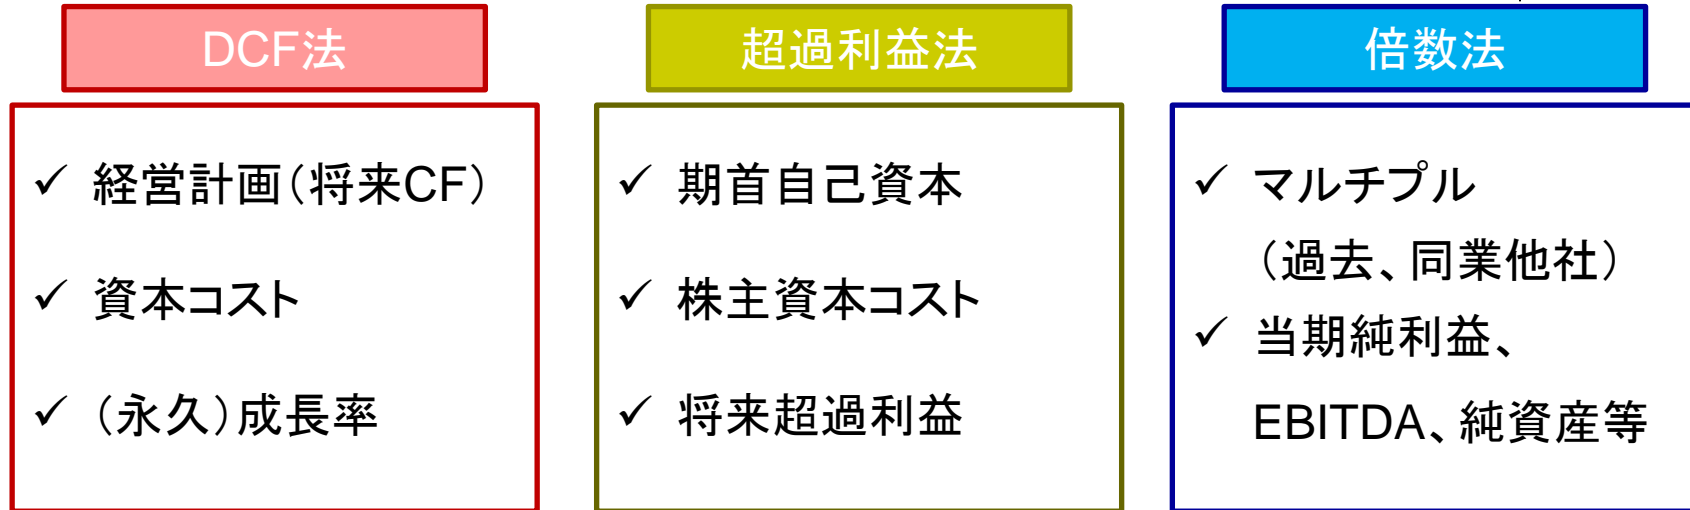 DCF法
✓ 経営計画（将来CF）
✓ 資本コスト
✓ （永久）成長率
超過利益法
✓ 期首自己資本
✓ 株主資本コスト
✓ 将来超過利益
倍数法
✓ マルチプル
（過去、同業他社）
✓ 当期純利益、
EBITDA、純資産等